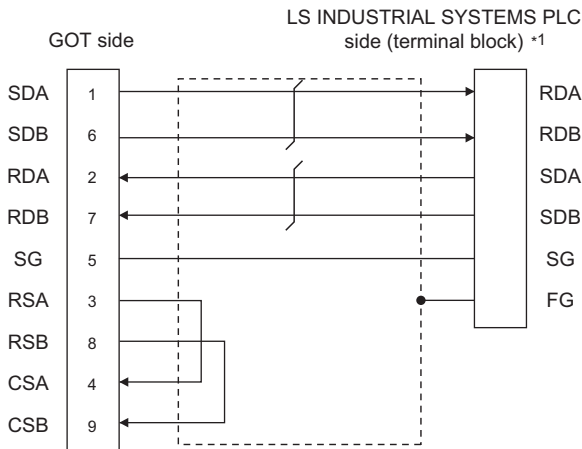 LS INDUSTRIAL SYSTEMS PLC
GOT side
side (terminal block) *1
SDA 1 RDA
SDB 6 RDB
RDA 2 SDA
RDB 7 SDB
SG 5 SG
RSA 3 FG
RSB 8
CSA 4
CSB 9